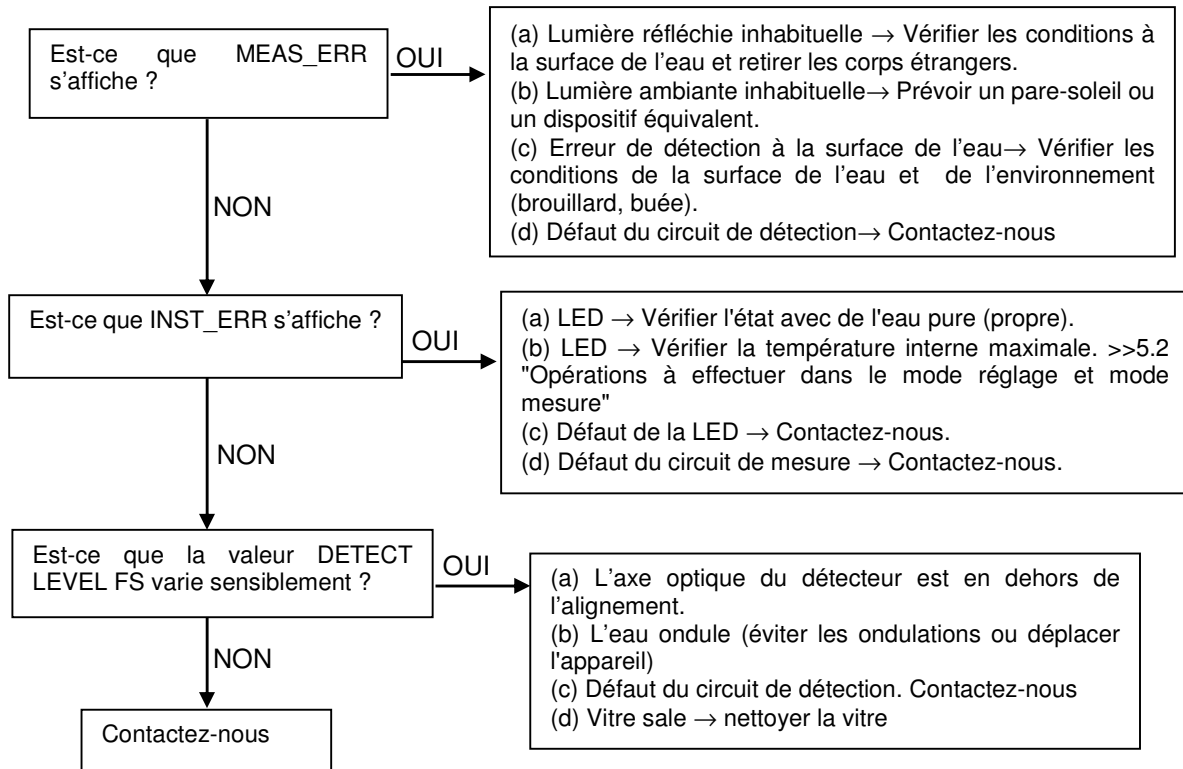 Est-ce que MEAS_ERR
s'affiche ?
OUI
(a) Lumière réfléchie inhabituelle → Vérifier les conditions à
la surface de l'eau et retirer les corps étrangers.
(b) Lumière ambiante inhabituelle→ Prévoir un pare-soleil ou
un dispositif équivalent.
(c) Erreur de détection à la surface de l'eau→ Vérifier les
conditions de la surface de l'eau et de l'environnement
(brouillard, buée).
(d) Défaut du circuit de détection→ Contactez-nous
NON
Est-ce que INST_ERR s'affiche ?
OUI
(a) LED → Vérifier l'état avec de l'eau pure (propre).
(b) LED → Vérifier la température interne maximale. >>5.2
"Opérations à effectuer dans le mode réglage et mode
mesure"
(c) Défaut de la LED → Contactez-nous.
(d) Défaut du circuit de mesure → Contactez-nous.
NON
Est-ce que la valeur DETECT
LEVEL FS varie sensiblement ?
OUI
(a) L'axe optique du détecteur est en dehors de
l'alignement.
(b) L'eau ondule (éviter les ondulations ou déplacer
l'appareil)
(c) Défaut du circuit de détection. Contactez-nous
(d) Vitre sale → nettoyer la vitre
NON
Contactez-nous